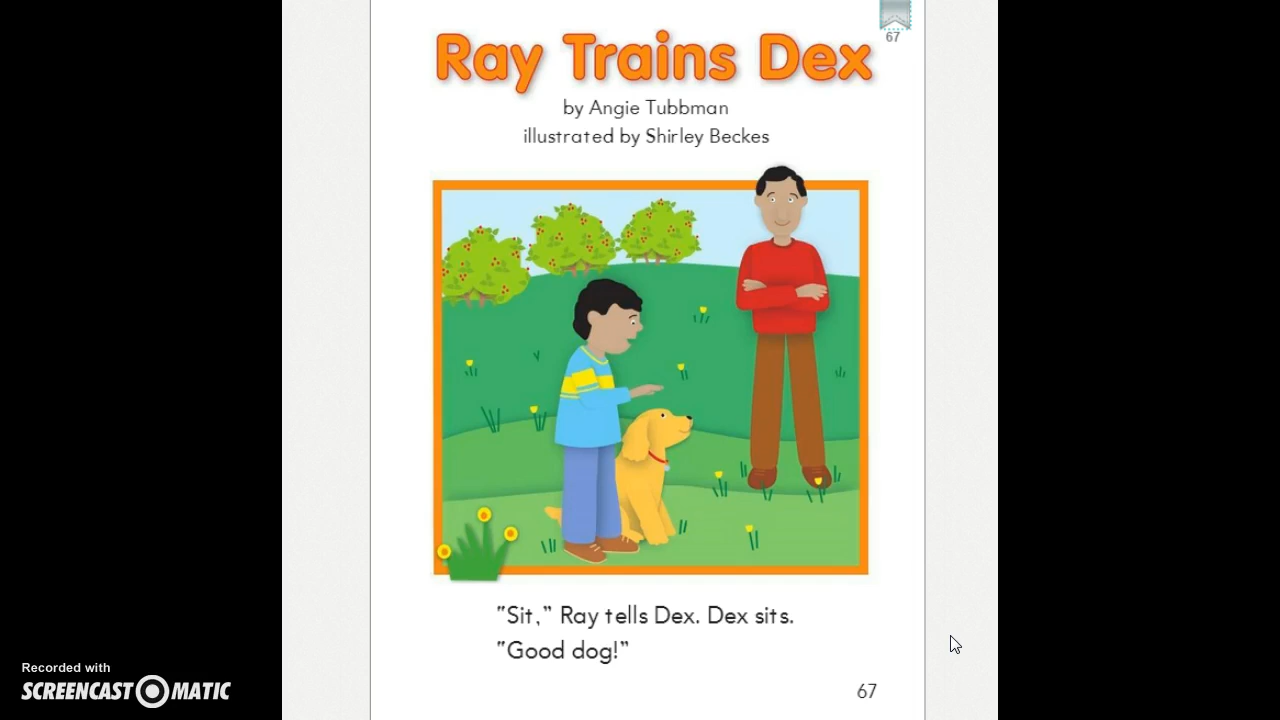 67
Ray Trains Dex
by Angie Tubbman
illustrated by Shirley Beckes
"Sit," Ray tells Dex. Dex sits.
"Good dog!"
67
Recorded with
SCREENCAST O MATIC